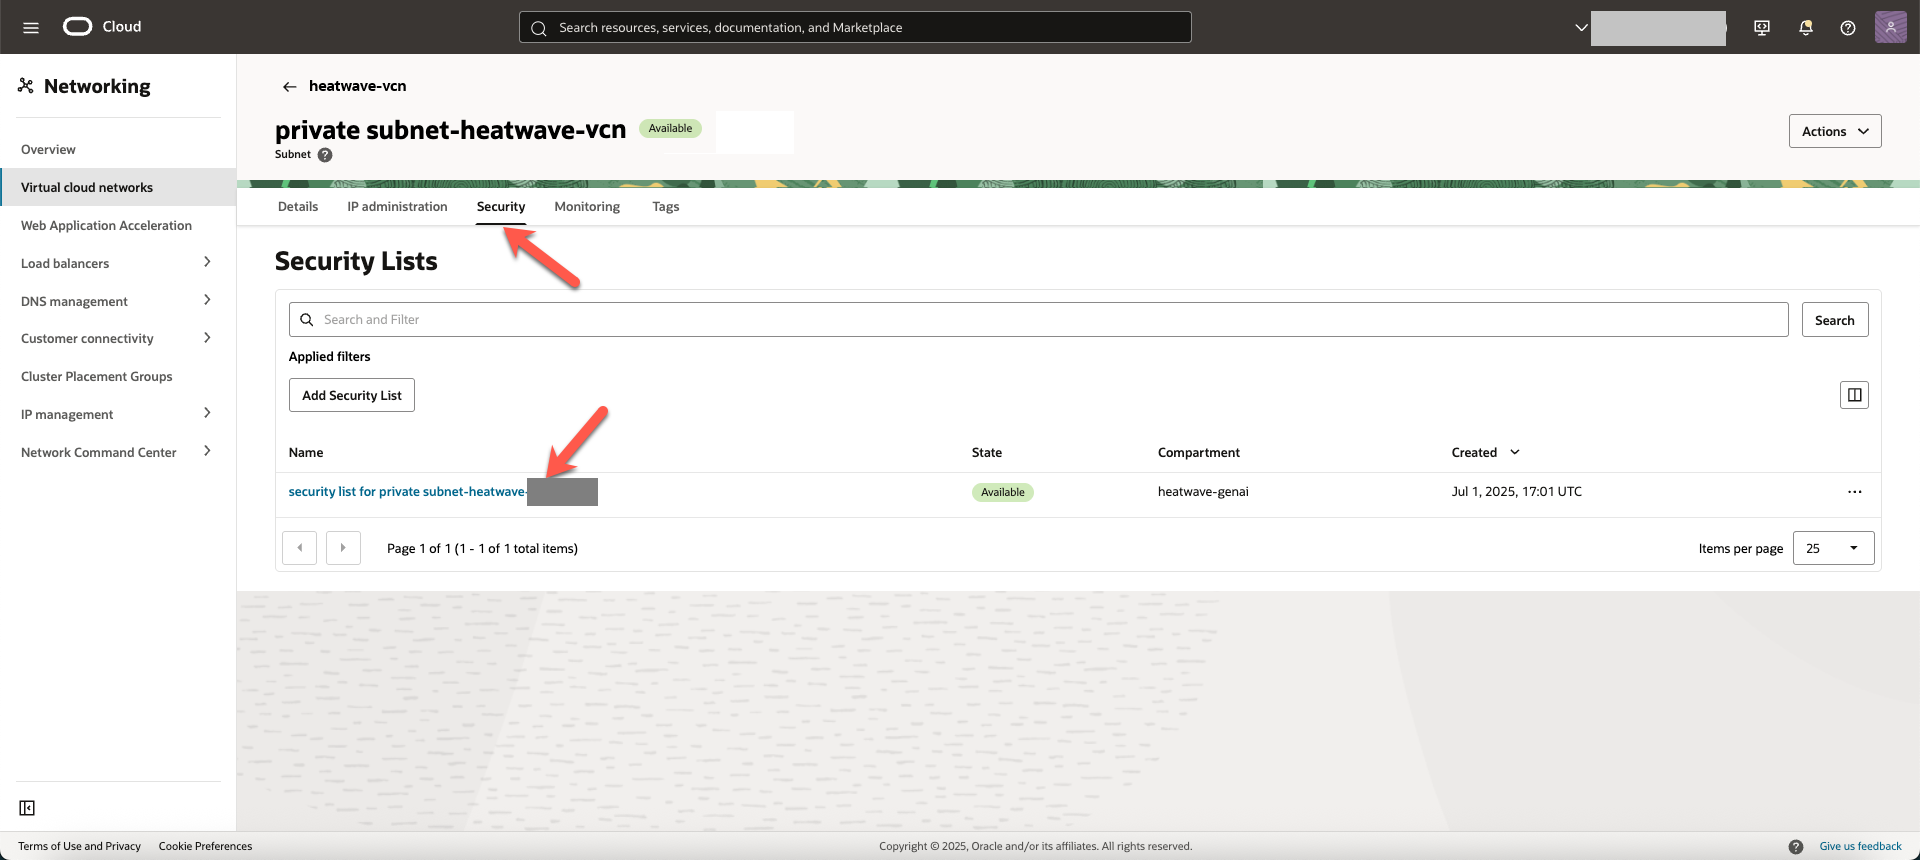 Cloud
Search resources, services, documentation, and Marketplace
Networking
Overview
Virtual cloud networks
Web Application Acceleration
Load balancers
DNS management
Customer connectivity
Cluster Placement Groups
IP management
Network Command Center
heatwave-vcn
private subnet-heatwave-vcn Available
Subnet ?
Actions
Details IP administration Security Monitoring Tags
Security Lists
Search and Filter
Search
Applied filters
Add Security List
Name State Compartment Created
security list for private subnet-heatwave- Available heatwave-genai Jul 1, 2025, 17:01 UTC ...
Page 1 of 1 (1 - 1 of 1 total items) Items per page 25
Terms of Use and Privacy Cookie Preferences Copyright © 2025, Oracle and/or its affiliates. All rights reserved. ? Give us feedback